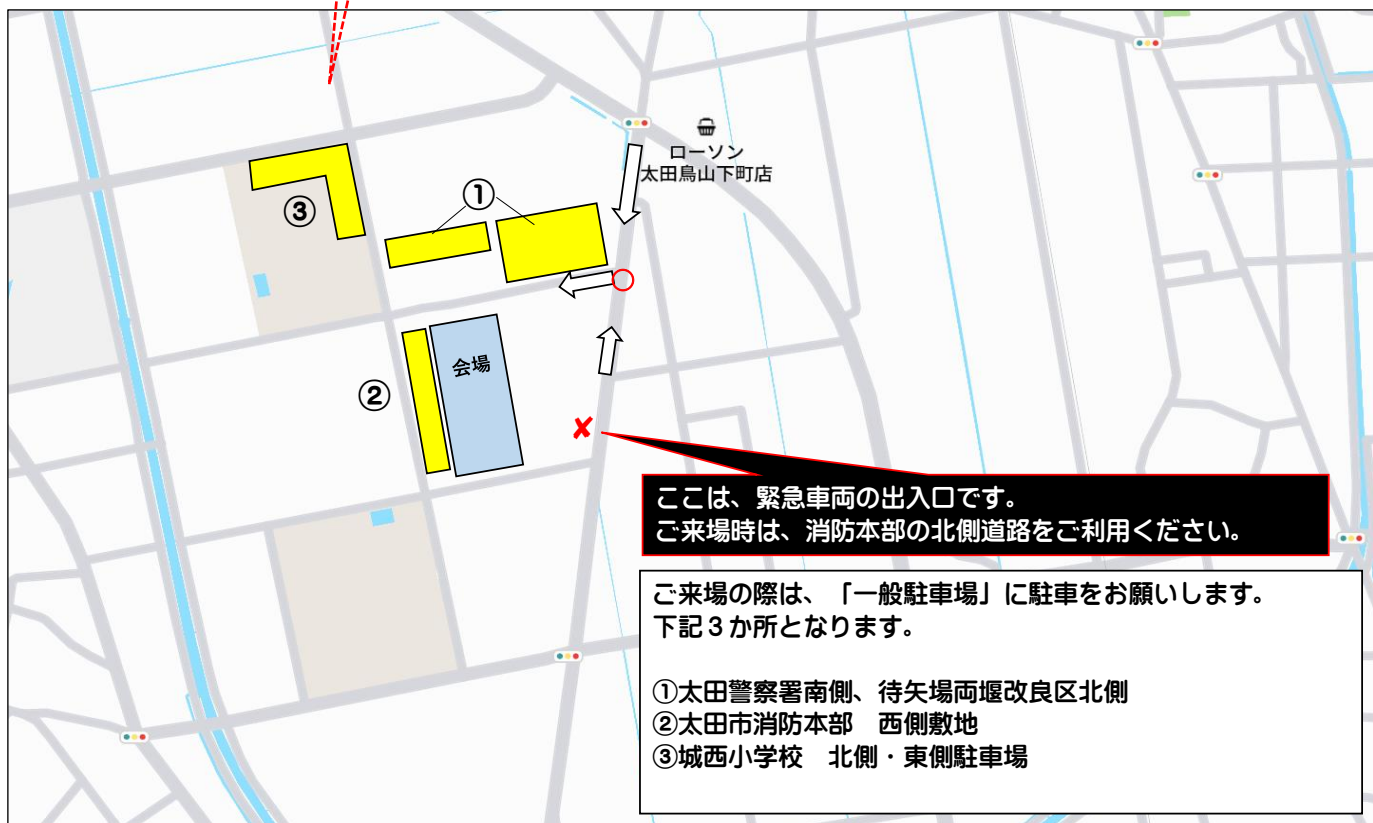 ローソン
太田鳥山下町店
①
③
会場
②
✘
ここは、緊急車両の出入口です。
ご来場時は、消防本部の北側道路をご利用ください。
ご来場の際は、「一般駐車場」に駐車をお願いします。
下記３か所となります。
①太田警察署南側、待矢場両堰改良区北側
②太田市消防本部　西側敷地
③城西小学校　北側・東側駐車場